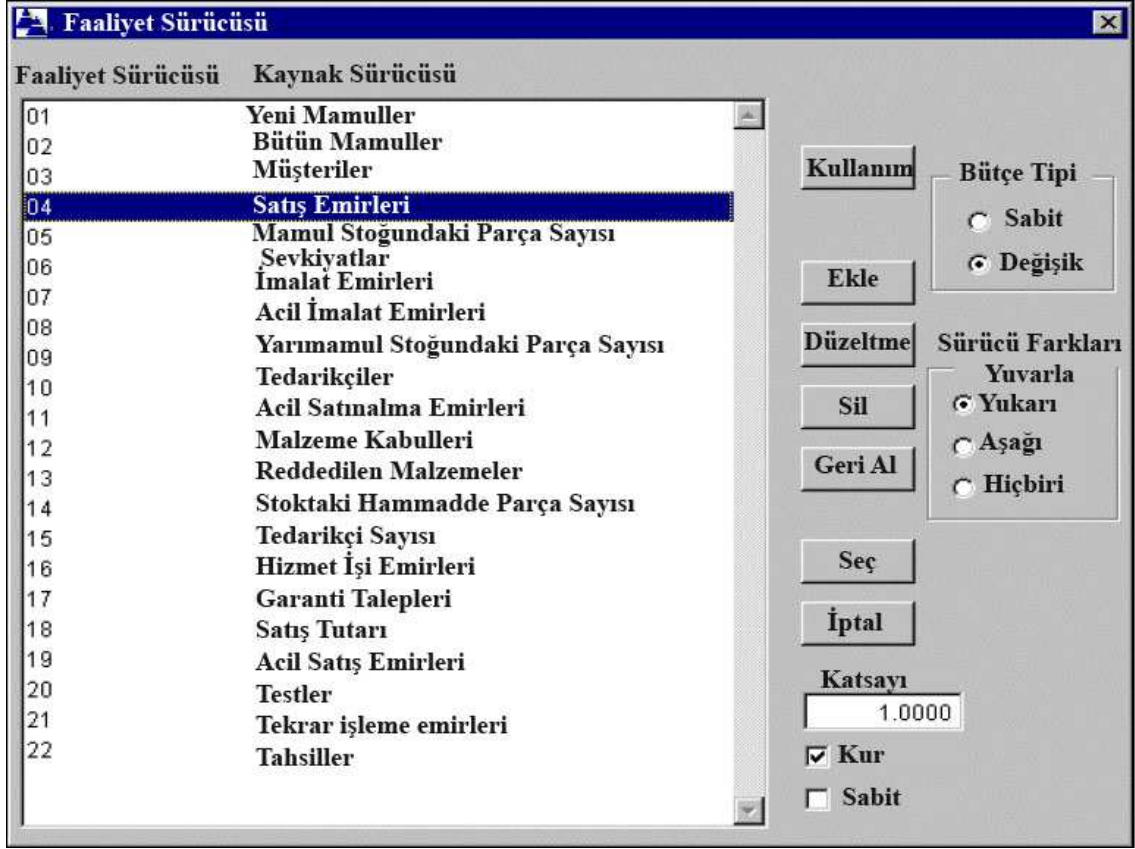 Faaliyet Sürücüsü
Faaliyet Sürücüsü Kaynak Sürücüsü
01 Yeni Mamuller
02 Bütün Mamuller
03 Müşteriler
04 Satış Emirleri
05 Mamul Stoğundaki Parça Sayısı
06 Sevkiyatlar
07 İmalat Emirleri
08 Acil İmalat Emirleri
09 Yarımamul Stoğundaki Parça Sayısı
10 Tedarikçiler
11 Acil Satınalma Emirleri
12 Malzeme Kabulleri
13 Reddedilen Malzemeler
14 Stoktaki Hammadde Parça Sayısı
15 Tedarikçi Sayısı
16 Hizmet İşi Emirleri
17 Garanti Talepleri
18 Satış Tutarı
19 Acil Satış Emirleri
20 Testler
21 Tekrar işleme emirleri
22 Tahsiller
Kullanım
Ekle
Düzeltme
Sil
Geri Al
Seç
İptal
Katsayı
1.0000
Kur
Sabit
Bütçe Tipi
Sabit
Değişik
Sürücü Farkları
Yuvarla
Yukarı
Aşağı
Hiçbiri